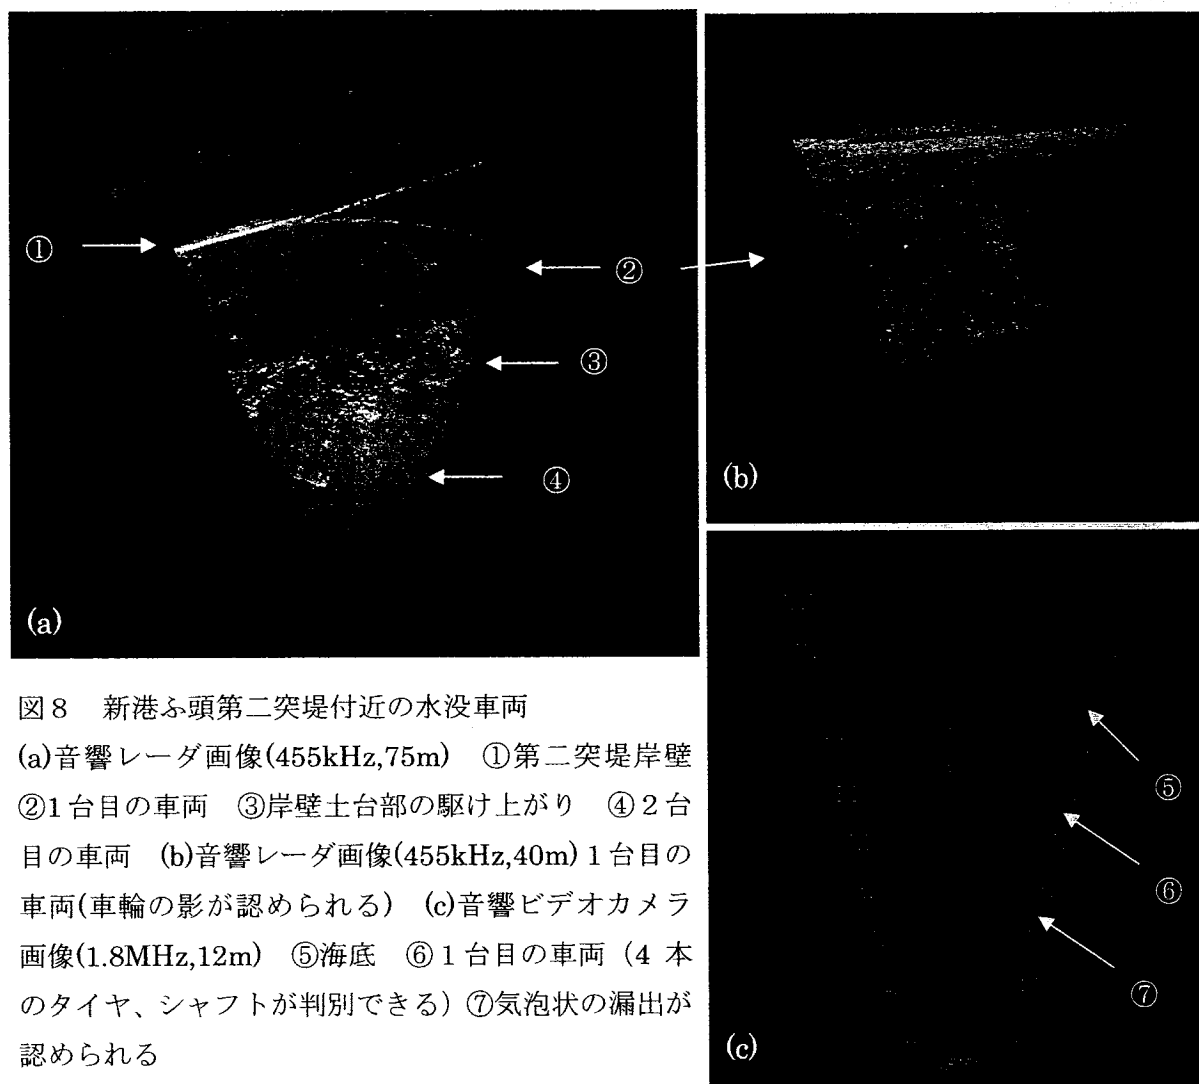 ①
②
③
④
(a)
(b)
⑤
⑥
⑦
(c)
図8　新港ふ頭第二突堤付近の水没車両
(a)音響レーダ画像(455kHz,75m)　①第二突堤岸壁
②1台目の車両　③岸壁土台部の駆け上がり　④２台
目の車両　(b)音響レーダ画像(455kHz,40m)１台目の
車両(車輪の影が認められる)　(c)音響ビデオカメラ
画像(1.8MHz,12m)　⑤海底　⑥１台目の車両（4 本
のタイヤ、シャフトが判別できる）⑦気泡状の漏出が
認められる